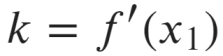 k = f′(x₁)